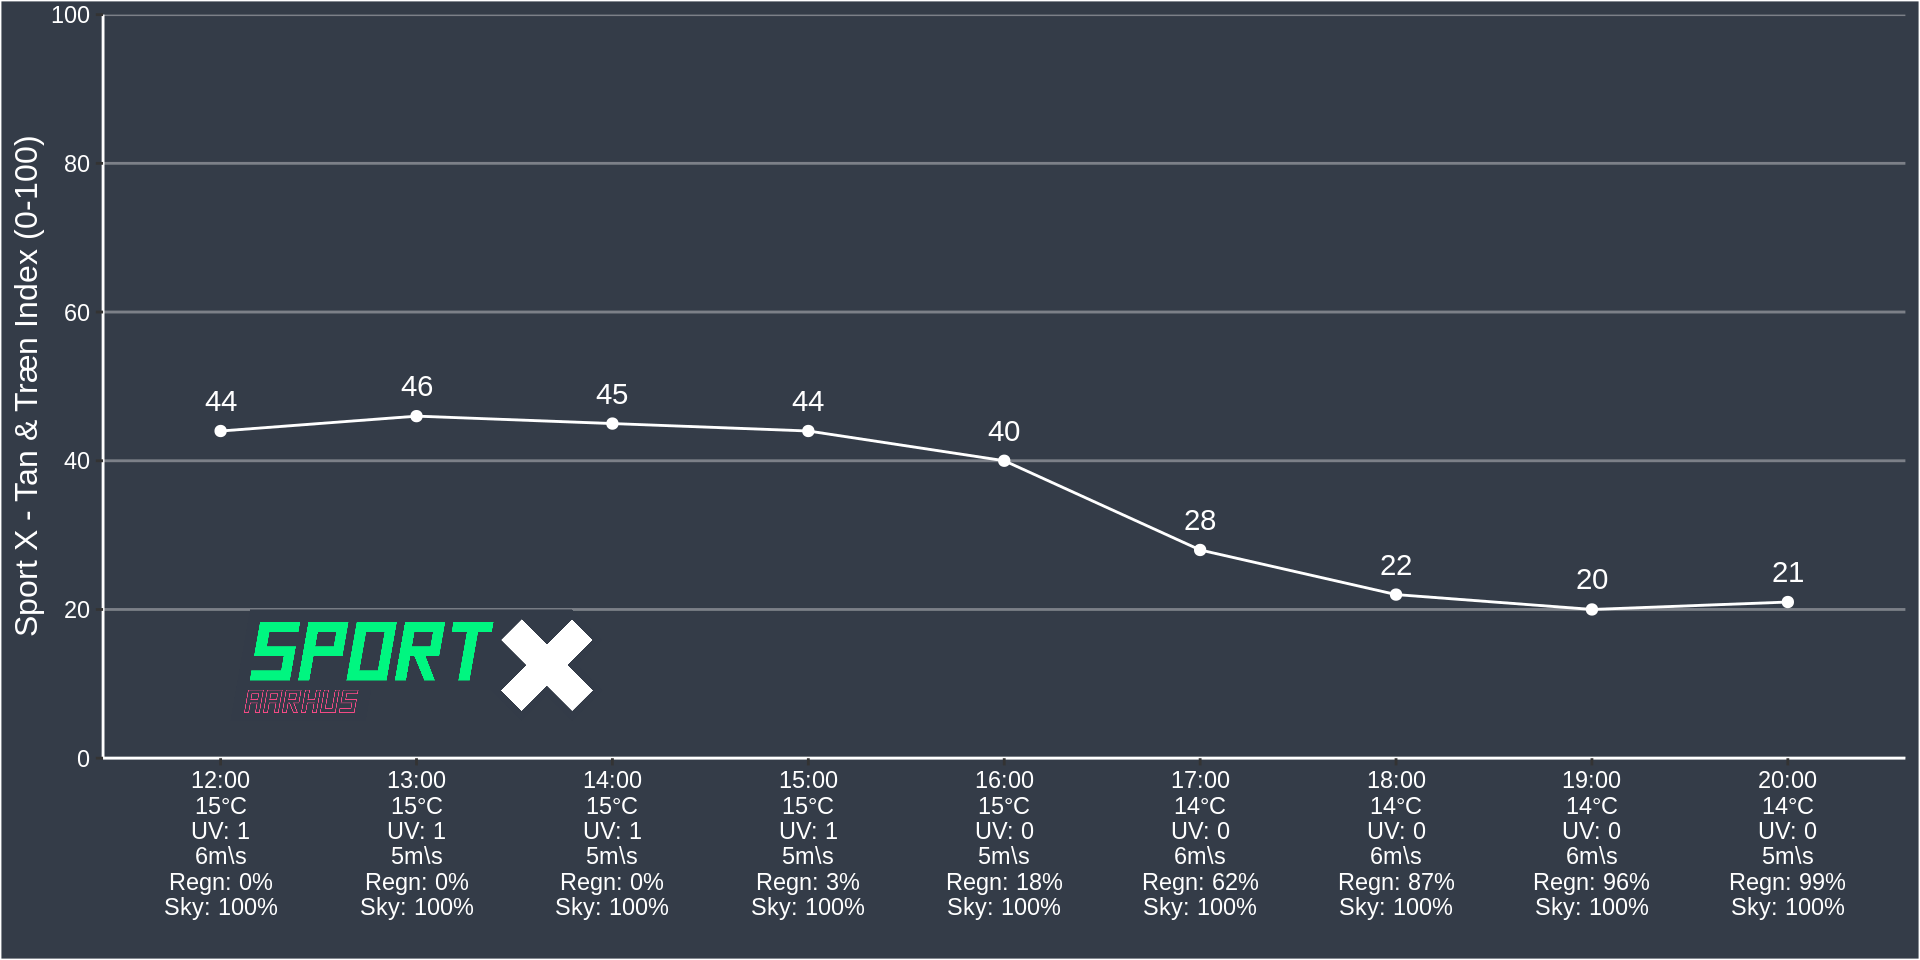 Sport X - Tan & Træn Index (0-100)
100
80
60
40
20
0
44
46
45
44
40
28
22
20
21
SPORT X
AARHUS
12:00 13:00 14:00 15:00 16:00 17:00 18:00 19:00 20:00
15°C 15°C 15°C 15°C 15°C 14°C 14°C 14°C 14°C
UV: 1 UV: 1 UV: 1 UV: 1 UV: 0 UV: 0 UV: 0 UV: 0 UV: 0
6m\s 5m\s 5m\s 5m\s 5m\s 6m\s 6m\s 6m\s 5m\s
Regn: 0% Regn: 0% Regn: 0% Regn: 3% Regn: 18% Regn: 62% Regn: 87% Regn: 96% Regn: 99%
Sky: 100% Sky: 100% Sky: 100% Sky: 100% Sky: 100% Sky: 100% Sky: 100% Sky: 100% Sky: 100%